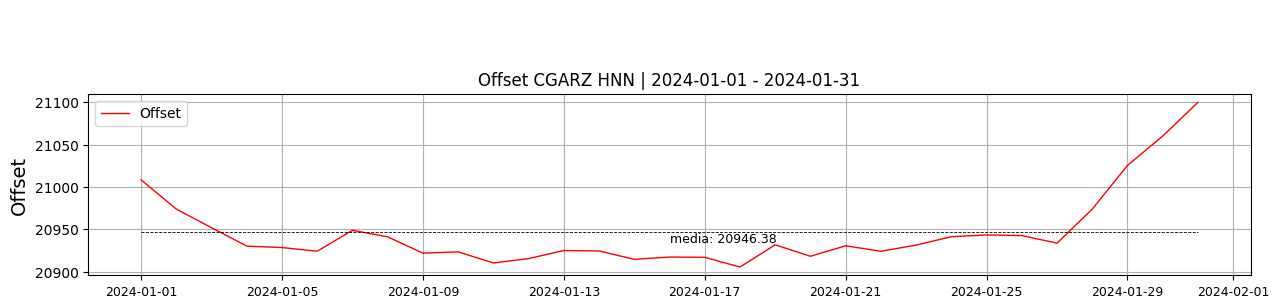 Offset CGARZ HNN | 2024-01-01 - 2024-01-31
21100
21050
21000
20950
20900
Offset
Offset
media: 20946.38
2024-01-01 2024-01-05 2024-01-09 2024-01-13 2024-01-17 2024-01-21 2024-01-25 2024-01-29 2024-02-01